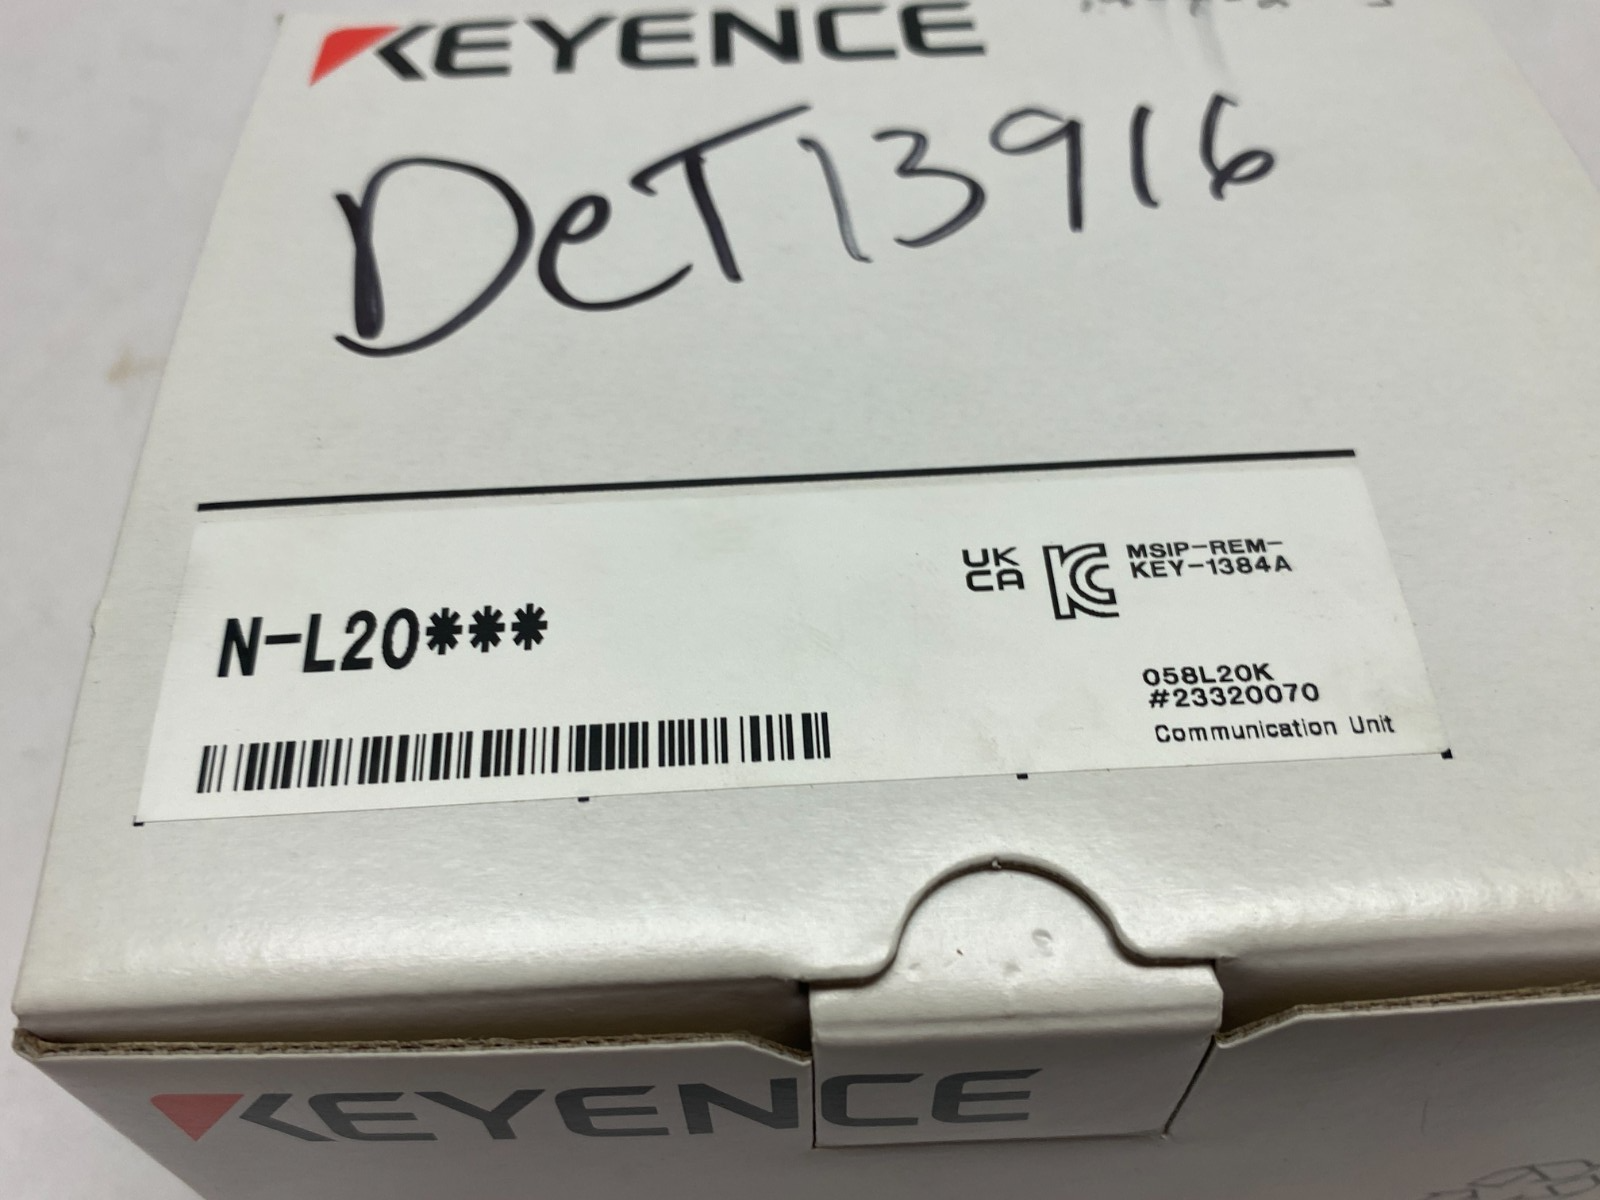 KEYENCE
DeT13916
UK
CA
MSIP-REM-
KEY-1384A
N-L20***
058L20K
#23320070
Communication Unit
KEYENCE